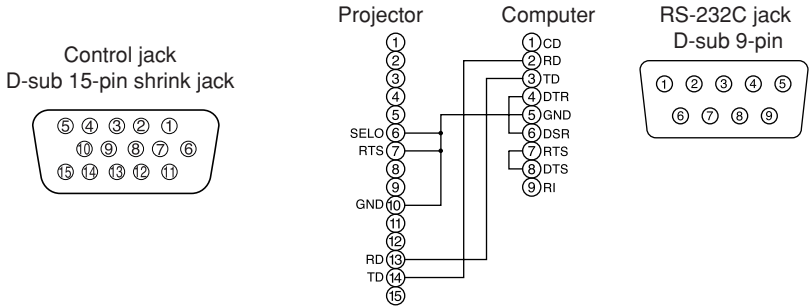 Control jack
D-sub 15-pin shrink jack
⑤ ④ ③ ② ①
⑩ ⑨ ⑧ ⑦ ⑥
⑮ ⑭ ⑬ ⑫ ⑪
Projector
①
②
③
④
⑤
SELO ⑥
RTS ⑦
⑧
⑨
GND ⑩
⑪
⑫
RD ⑬
TD ⑭
⑮
Computer
① CD
② RD
③ TD
④ DTR
⑤ GND
⑥ DSR
⑦ RTS
⑧ DTS
⑨ RI
RS-232C jack
D-sub 9-pin
① ② ③ ④ ⑤
⑥ ⑦ ⑧ ⑨